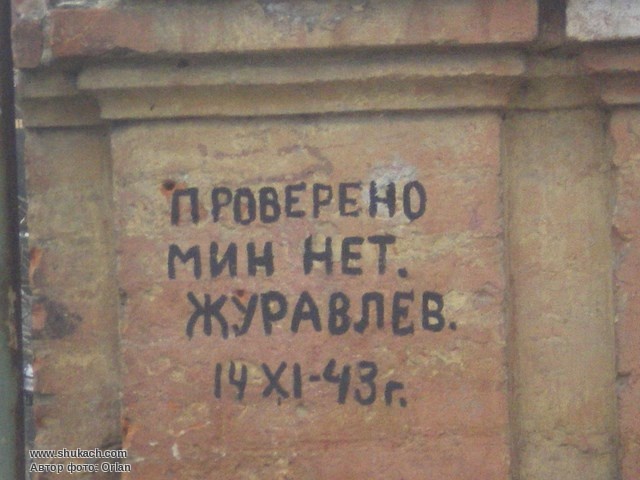 ПРОВЕРЕНО
МИН НЕТ.
ЖУРАВЛЕВ.
14 XI-43 г.
www.shukach.com
Автор фото: Orlan